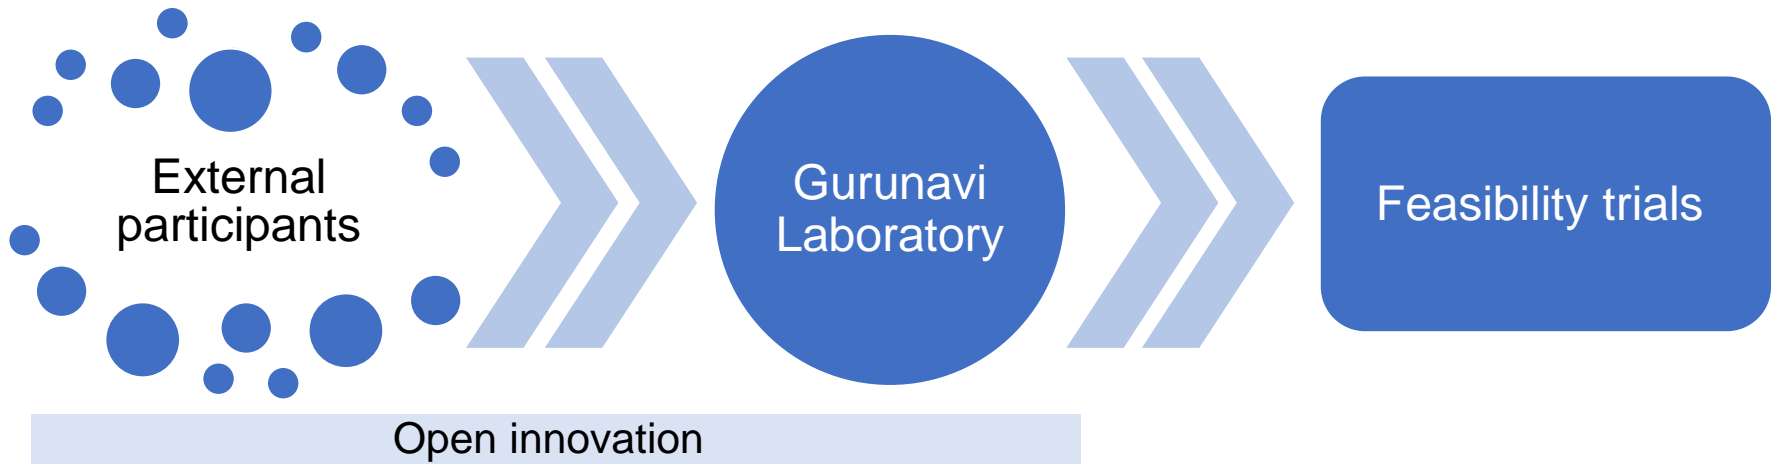 External
participants
Gurunavi
Laboratory
Feasibility trials
Open innovation